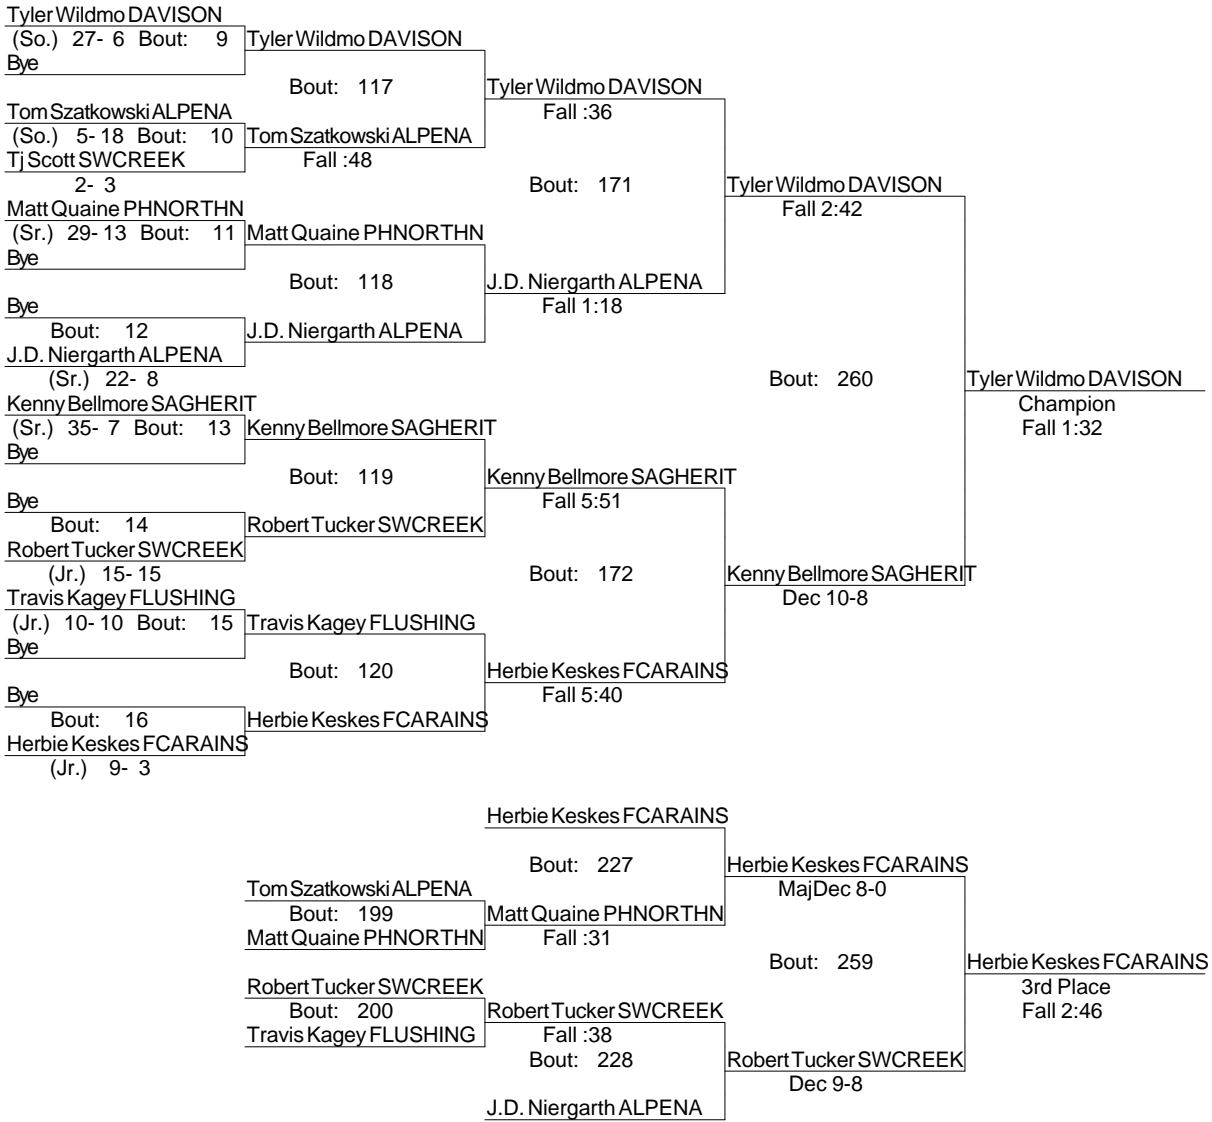 Tyler Wildmo DAVISON
(So.) 27- 6 Bout: 9 Tyler Wildmo DAVISON
Bye
Bout: 117 Tyler Wildmo DAVISON
Tom Szatkowski ALPENA Fall :36
(So.) 5- 18 Bout: 10 Tom Szatkowski ALPENA
Tj Scott SWCREEK Fall :48
2- 3 Bout: 171 Tyler Wildmo DAVISON
Matt Quaine PHNORTHN Fall 2:42
(Sr.) 29- 13 Bout: 11 Matt Quaine PHNORTHN
Bye
Bout: 118 J.D. Niergarth ALPENA
Bye Fall 1:18
Bout: 12 J.D. Niergarth ALPENA
J.D. Niergarth ALPENA
(Sr.) 22- 8 Bout: 260 Tyler Wildmo DAVISON
Kenny Bellmore SAGHERIT Champion
(Sr.) 35- 7 Bout: 13 Kenny Bellmore SAGHERIT Fall 1:32
Bye
Bout: 119 Kenny Bellmore SAGHERIT
Bye Fall 5:51
Bout: 14 Robert Tucker SWCREEK
Robert Tucker SWCREEK
(Jr.) 15- 15 Bout: 172 Kenny Bellmore SAGHERIT
Travis Kagey FLUSHING Dec 10-8
(Jr.) 10- 10 Bout: 15 Travis Kagey FLUSHING
Bye
Bout: 120 Herbie Keskes FCARAINS
Bye Fall 5:40
Bout: 16 Herbie Keskes FCARAINS
Herbie Keskes FCARAINS
(Jr.) 9- 3
Herbie Keskes FCARAINS
Bout: 227 Herbie Keskes FCARAINS
Tom Szatkowski ALPENA MajDec 8-0
Bout: 199 Matt Quaine PHNORTHN
Matt Quaine PHNORTHN Fall :31
Bout: 259 Herbie Keskes FCARAINS
Robert Tucker SWCREEK 3rd Place
Bout: 200 Robert Tucker SWCREEK Fall 2:46
Travis Kagey FLUSHING Fall :38
Bout: 228 Robert Tucker SWCREEK
Dec 9-8
J.D. Niergarth ALPENA